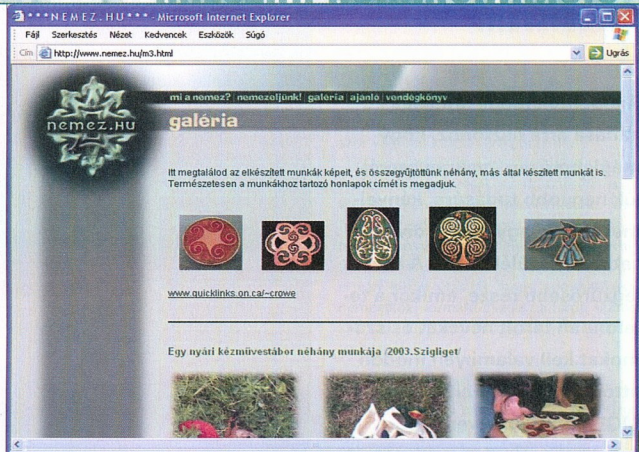 ***NEMEZ.HU*** - Microsoft Internet Explorer
Fájl Szerkesztés Nézet Kedvencek Eszközök Súgó
Cím http://www.nemez.hu/m3.html Ugrás
mi a nemez? | nemezeljünk! | galéria | ajánló | vendégkönyv
nemez.HU
galéria
Itt megtalálod az elkészített munkák képeit, és összegyűjtöttünk néhány, más által készített munkát is.
Természetesen a munkákhoz tartozó honlapok címét is megadjuk.
www.quicklinks.on.ca/~crowe
Egy nyári kézművestábor néhány munkája /2003.Szigliget/